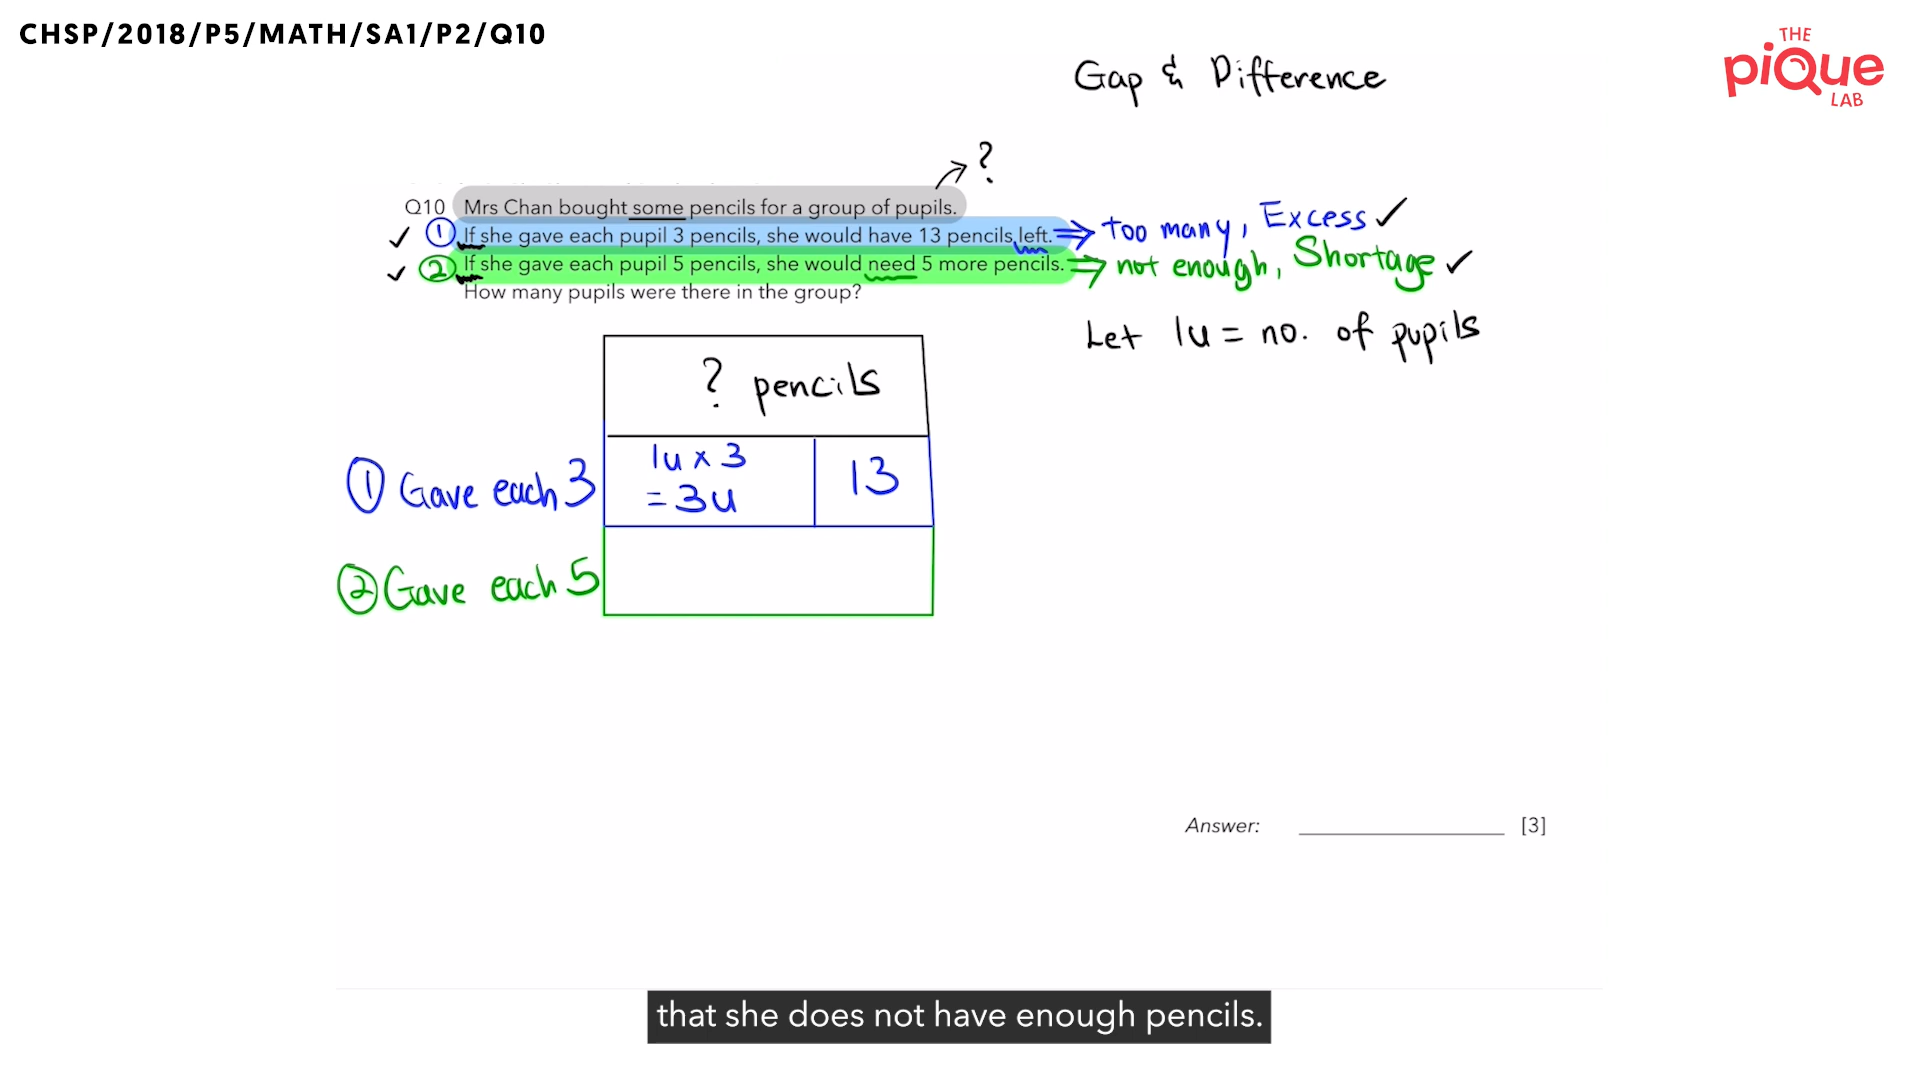 CHSP/2018/P5/MATH/SA1/P2/Q10
THE
piQue
LAB
Gap & Difference
?
Q10 Mrs Chan bought some pencils for a group of pupils.
1 If she gave each pupil 3 pencils, she would have 13 pencils left. ⇒ too many, Excess ✓
2 If she gave each pupil 5 pencils, she would need 5 more pencils. ⇒ not enough, Shortage ✓
How many pupils were there in the group?
Let 1u = no. of pupils
? pencils
1 Gave each 3
1u x 3
= 3u
13
2 Gave each 5
Answer: ____________ [3]
that she does not have enough pencils.